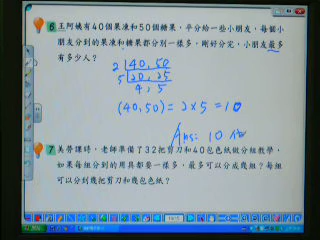 6 王阿姨有40個果凍和50個糖果，平分給一些小朋友，每個小
朋友分到的果凍和糖果都分別一樣多，剛好分完，小朋友最多
有多少人？
2 40, 50
5 20, 25
4, 5
(40,50)=2×5=10
Ans: 10 位
7 美勞課時，老師準備了32把剪刀和40包色紙做分組教學，
如果每組分到的用具都要一樣多，最多可以分成幾組？每組
可以分到幾把剪刀和幾包色紙？